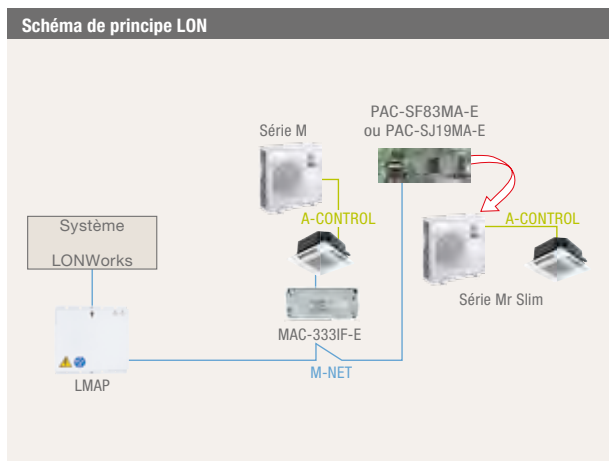 Schéma de principe LON
PAC-SF83MA-E
ou PAC-SJ19MA-E
Série M
A-CONTROL
A-CONTROL
Système
LONWorks
Série Mr Slim
MAC-333IF-E
M-NET
LMAP